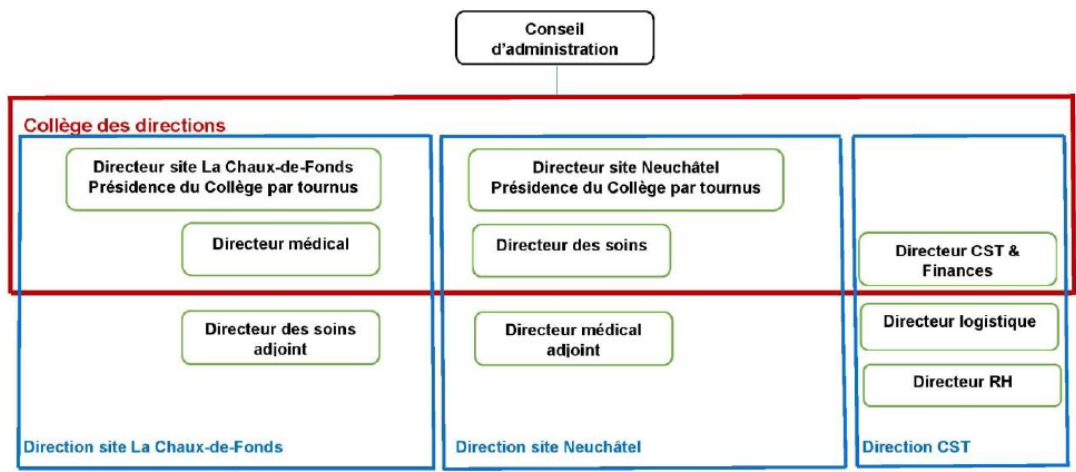 Conseil
d'administration
Collège des directions
Directeur site La Chaux-de-Fonds
Présidence du Collège par tournus
Directeur site Neuchâtel
Présidence du Collège par tournus
Directeur médical
Directeur des soins
Directeur CST &
Finances
Directeur des soins
adjoint
Directeur médical
adjoint
Directeur logistique
Directeur RH
Direction site La Chaux-de-Fonds
Direction site Neuchâtel
Direction CST